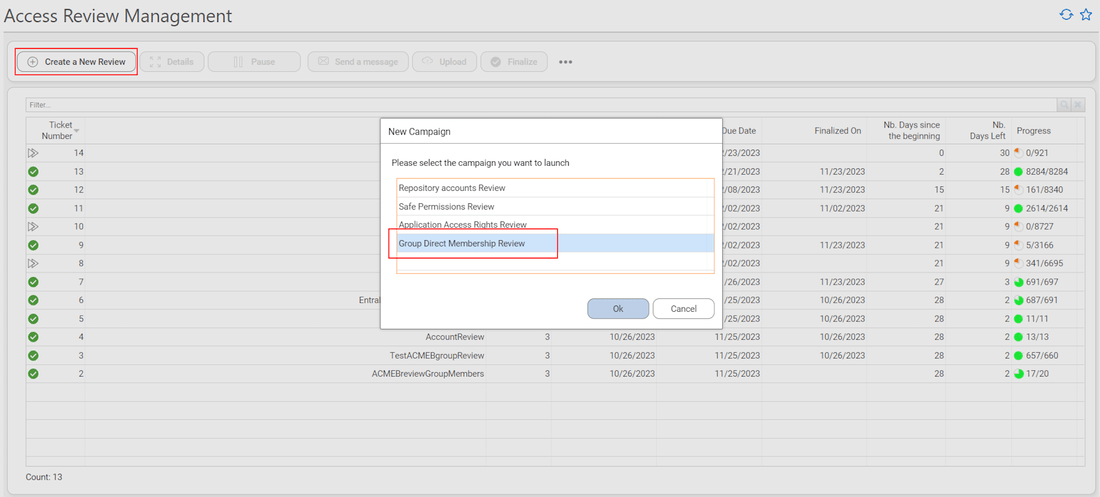 Access Review Management
Create a New Review Details Pause Send a message Upload Finalize •••
Filter...
Ticket Number Due Date Finalized On Nb. Days since the beginning Nb. Days Left Progress
New Campaign
Please select the campaign you want to launch
Repository accounts Review
Safe Permissions Review
Application Access Rights Review
Group Direct Membership Review
Ok Cancel
14 2/23/2023 0 30 0/921
13 2/21/2023 11/23/2023 2 28 8284/8284
12 2/08/2023 11/23/2023 15 15 161/8340
11 2/02/2023 11/02/2023 21 9 2614/2614
10 2/02/2023 21 9 0/8727
9 2/02/2023 11/23/2023 21 9 5/3166
8 2/02/2023 21 9 341/6695
7 1/26/2023 11/23/2023 27 3 691/697
6 Entral 1/25/2023 10/26/2023 28 2 687/691
5 1/25/2023 10/26/2023 28 2 11/11
4 AccountReview 3 10/26/2023 11/25/2023 10/26/2023 28 2 13/13
3 TestACMEBgroupReview 3 10/26/2023 11/25/2023 10/26/2023 28 2 657/660
2 ACMEBreviewGroupMembers 3 10/26/2023 11/25/2023 28 2 17/20
Count: 13